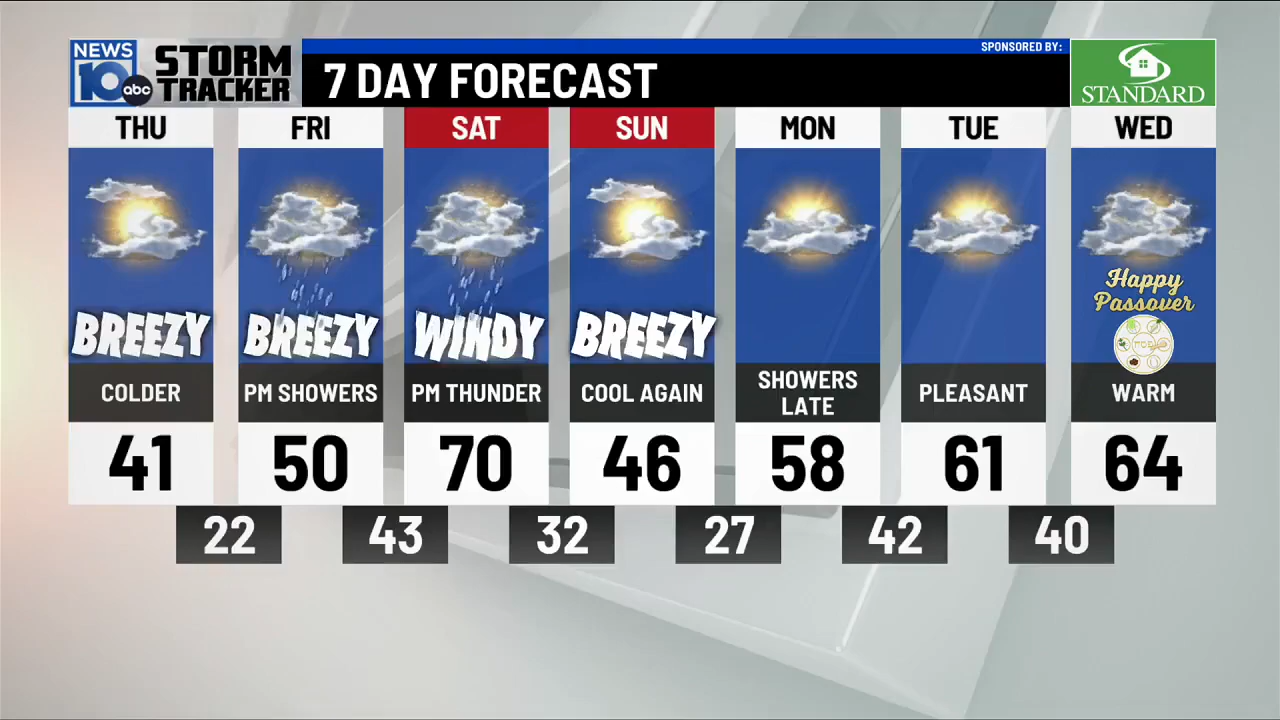 NEWS
10
abc
STORM
TRACKER
7 DAY FORECAST
SPONSORED BY:
STANDARD
THU
FRI
SAT
SUN
MON
TUE
WED
Happy
Passover
BREEZY
BREEZY
WINDY
BREEZY
COLDER
PM SHOWERS
PM THUNDER
COOL AGAIN
SHOWERS
LATE
PLEASANT
WARM
41
50
70
46
58
61
64
22
43
32
27
42
40